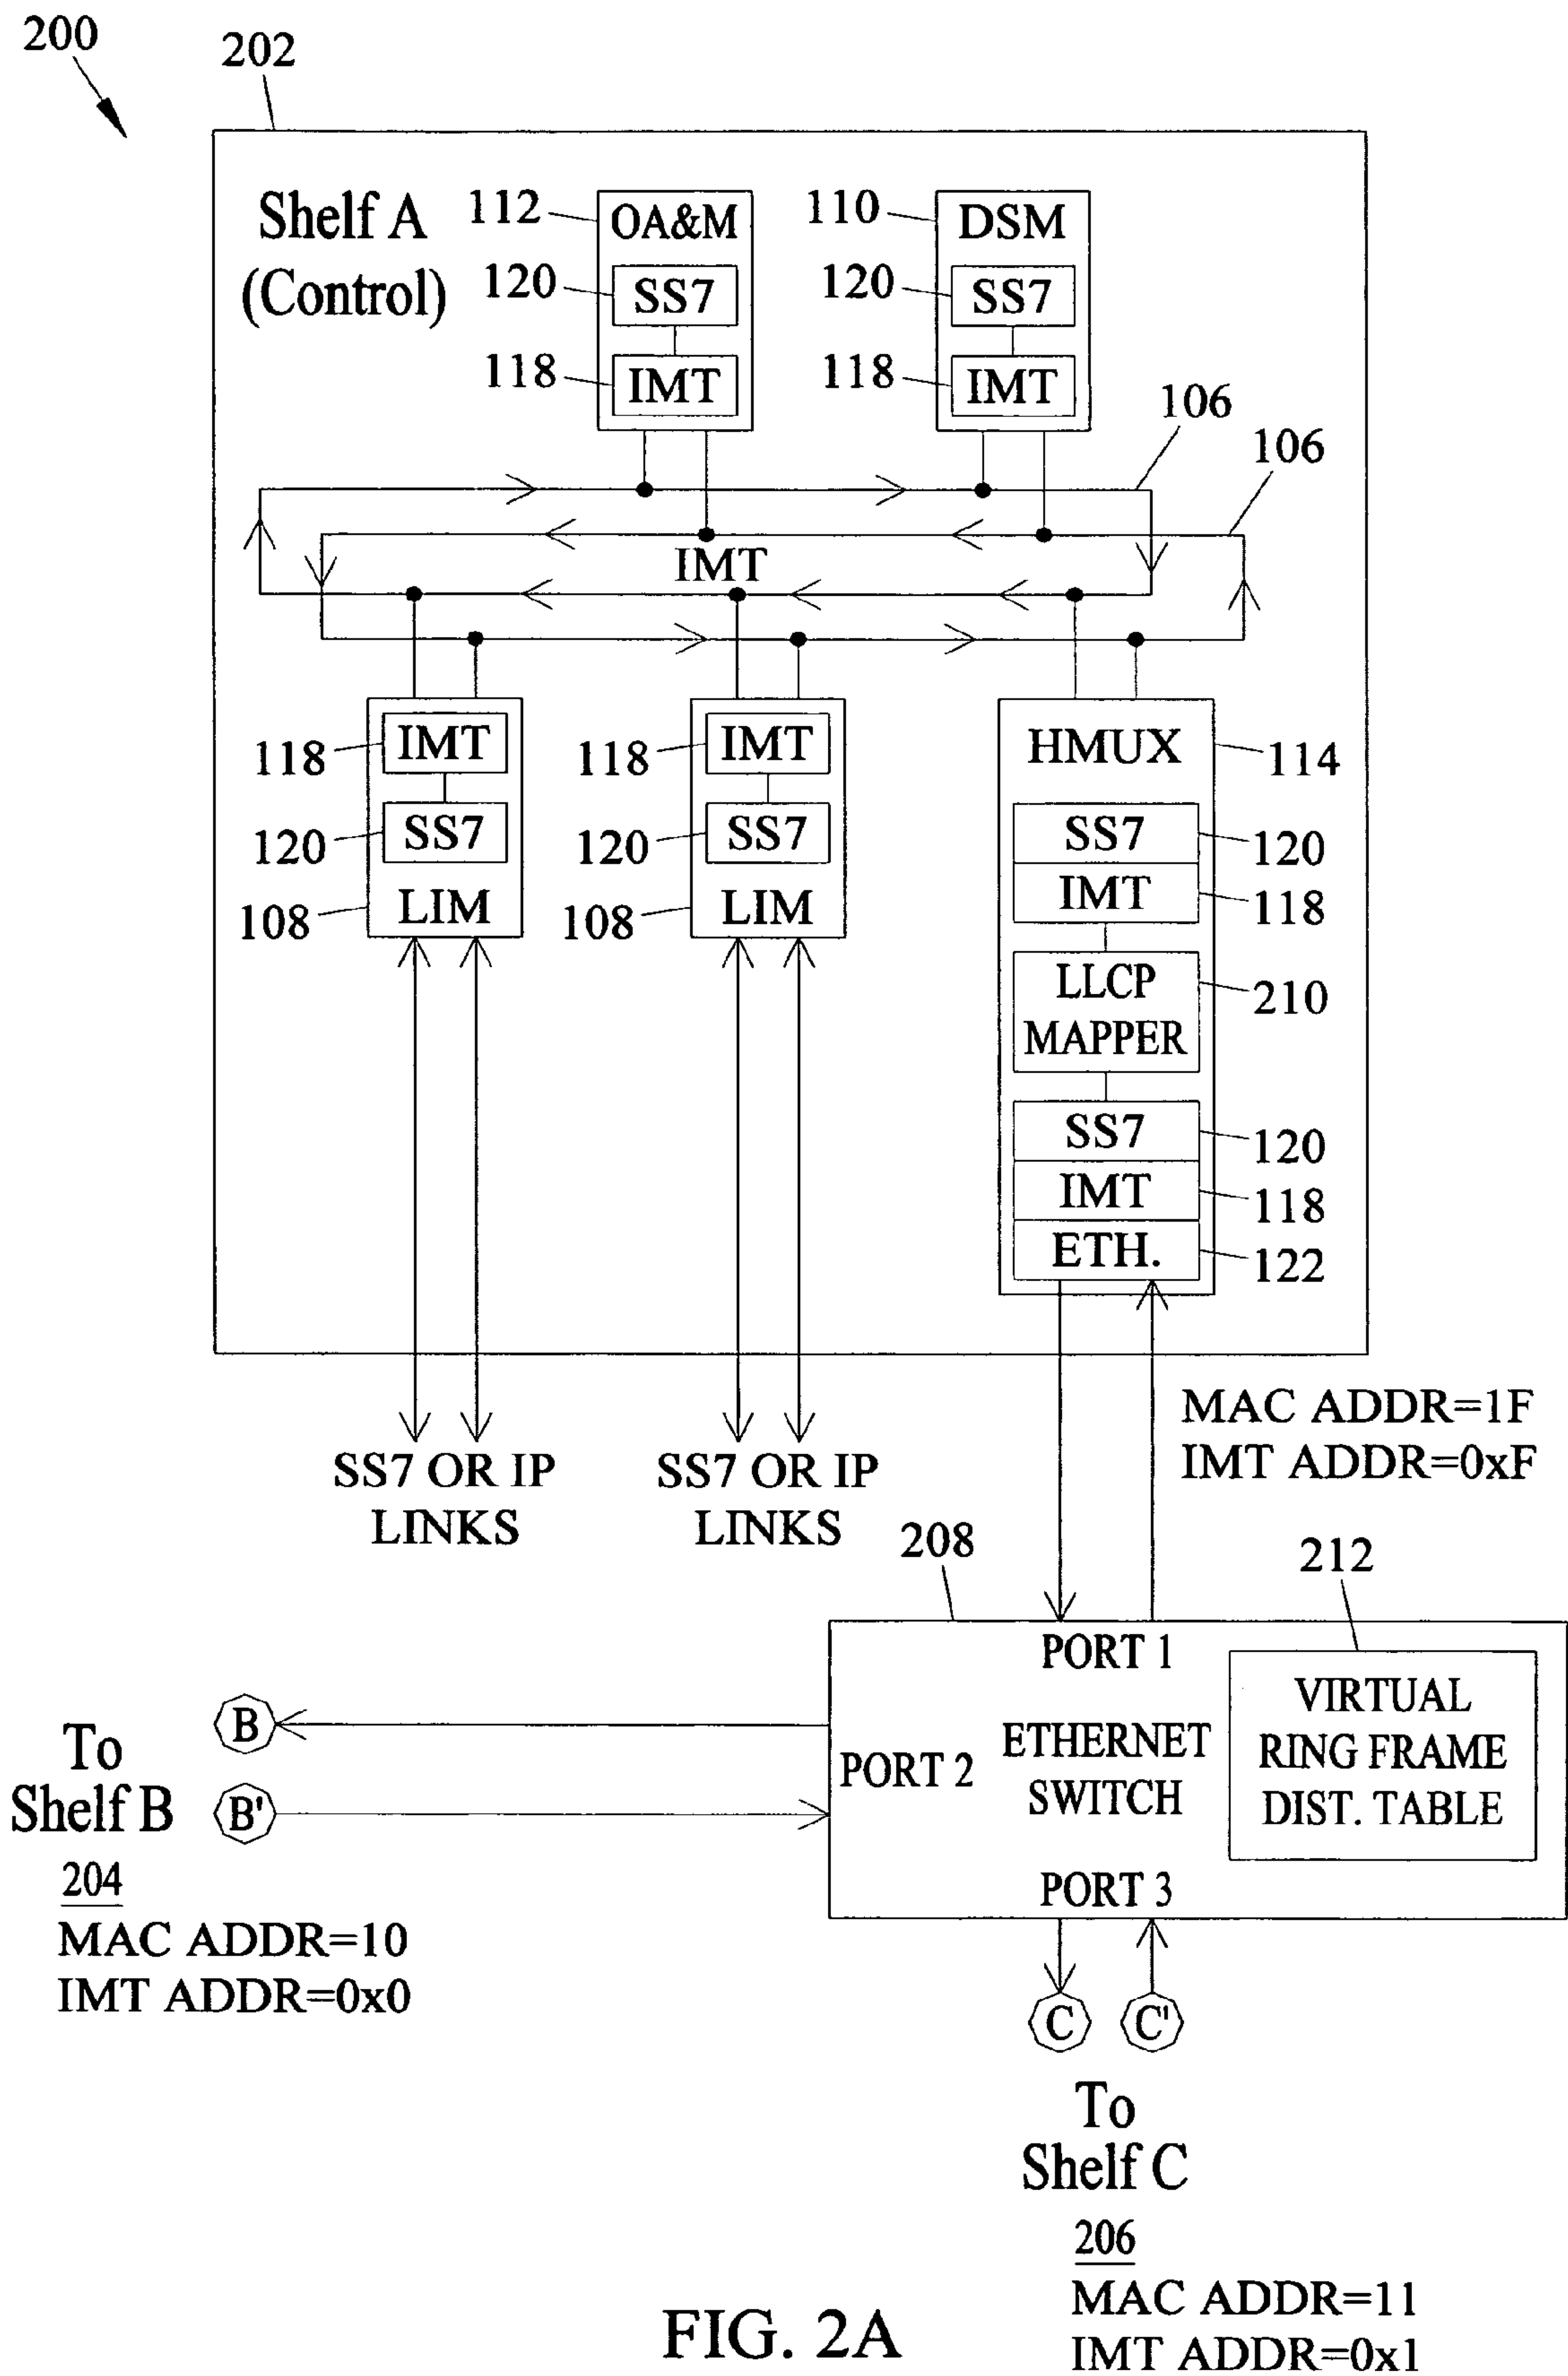 200
202
Shelf A
(Control)
112
OA&M
120
SS7
118
IMT
110
DSM
120
SS7
118
IMT
106
106
IMT
118
IMT
120
SS7
108
LIM
118
IMT
120
SS7
108
LIM
HMUX
114
SS7
120
IMT
118
LLCP
MAPPER
210
SS7
120
IMT
118
ETH.
122
SS7 OR IP
LINKS
SS7 OR IP
LINKS
MAC ADDR=1F
IMT ADDR=0xF
208
212
PORT 1
PORT 2
ETHERNET
SWITCH
PORT 3
VIRTUAL
RING FRAME
DIST. TABLE
To
Shelf B
204
MAC ADDR=10
IMT ADDR=0x0
B
B'
C
C'
To
Shelf C
206
MAC ADDR=11
IMT ADDR=0x1
FIG. 2A